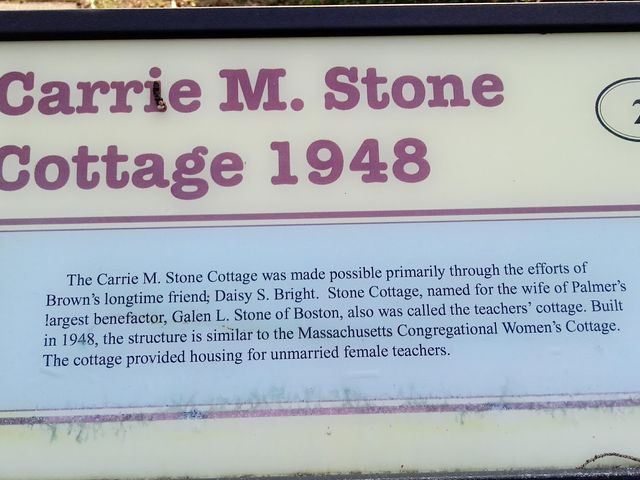 Carrie M. Stone
Cottage 1948
The Carrie M. Stone Cottage was made possible primarily through the efforts of
Brown's longtime friend, Daisy S. Bright. Stone Cottage, named for the wife of Palmer's
largest benefactor, Galen L. Stone of Boston, also was called the teachers' cottage. Built
in 1948, the structure is similar to the Massachusetts Congregational Women's Cottage.
The cottage provided housing for unmarried female teachers.